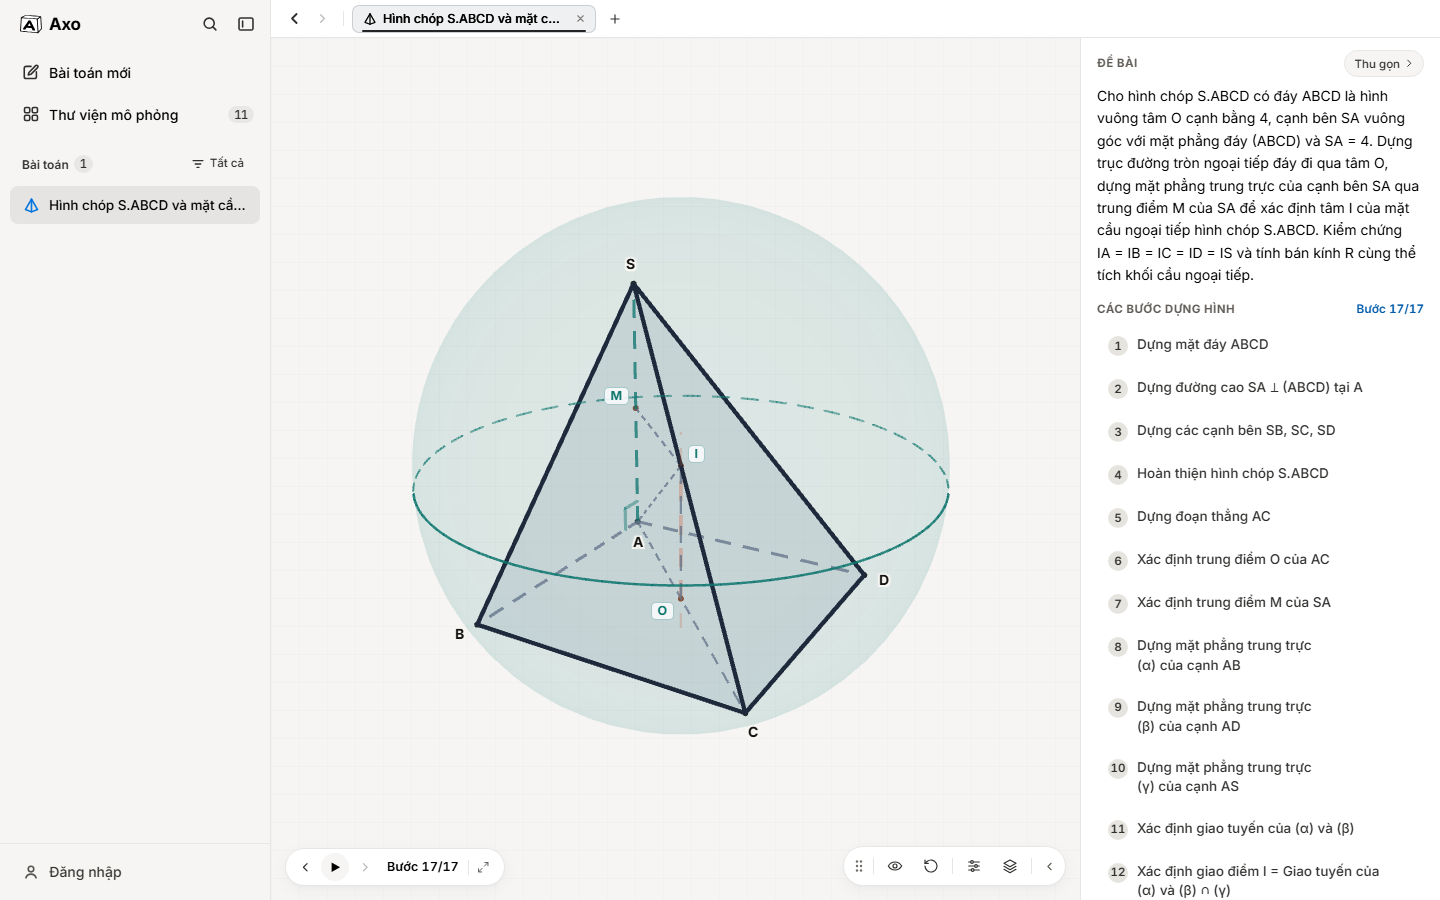 Axo
Bài toán mới
Thư viện mô phỏng 11
Bài toán 1 Tất cả
Hình chóp S.ABCD và mặt cầ...
Đăng nhập
Hình chóp S.ABCD và mặt c...
S
M
I
A
D
O
B
C
Bước 17/17
ĐỀ BÀI
Thu gọn
Cho hình chóp S.ABCD có đáy ABCD là hình
vuông tâm O cạnh bằng 4, cạnh bên SA vuông
góc với mặt phẳng đáy (ABCD) và SA = 4. Dựng
trục đường tròn ngoại tiếp đáy đi qua tâm O,
dựng mặt phẳng trung trực của cạnh bên SA qua
trung điểm M của SA để xác định tâm I của mặt
cầu ngoại tiếp hình chóp S.ABCD. Kiểm chứng
IA = IB = IC = ID = IS và tính bán kính R cùng thể
tích khối cầu ngoại tiếp.
CÁC BƯỚC DỰNG HÌNH Bước 17/17
1 Dựng mặt đáy ABCD
2 Dựng đường cao SA ⊥ (ABCD) tại A
3 Dựng các cạnh bên SB, SC, SD
4 Hoàn thiện hình chóp S.ABCD
5 Dựng đoạn thẳng AC
6 Xác định trung điểm O của AC
7 Xác định trung điểm M của SA
8 Dựng mặt phẳng trung trực
(α) của cạnh AB
9 Dựng mặt phẳng trung trực
(β) của cạnh AD
10 Dựng mặt phẳng trung trực
(γ) của cạnh AS
11 Xác định giao tuyến của (α) và (β)
12 Xác định giao điểm I = Giao tuyến của
(α) và (β) ∩ (γ)